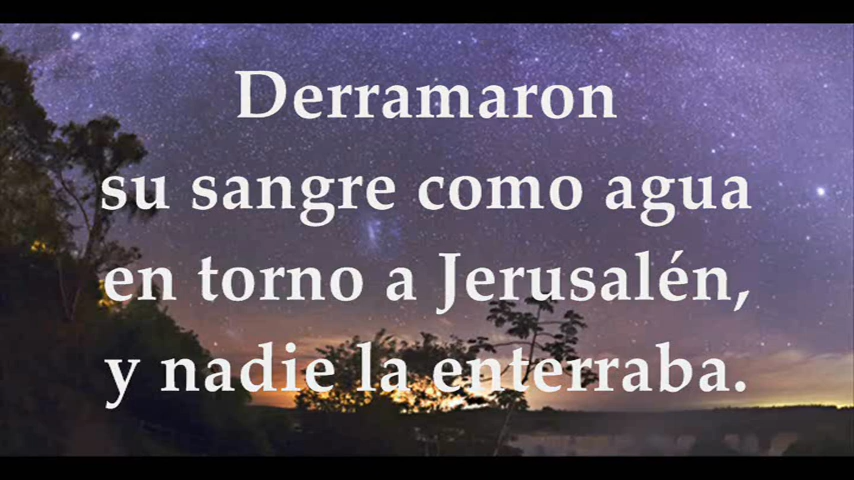 Derramaron
su sangre como agua
en torno a Jerusalén,
y nadie la enterraba.